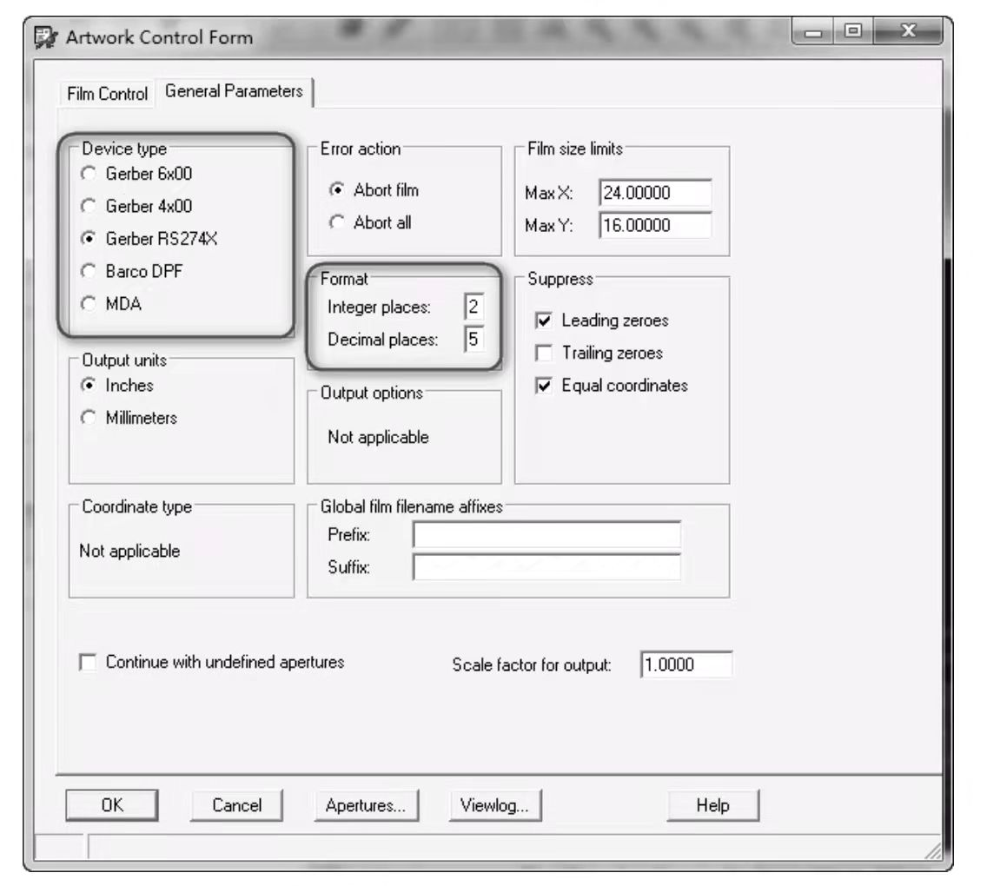 Artwork Control Form
Film Control General Parameters
Device type
Gerber 6x00
Gerber 4x00
Gerber RS274X
Barco DPF
MDA
Error action
Abort film
Abort all
Film size limits
Max X: 24.00000
Max Y: 16.00000
Format
Integer places: 2
Decimal places: 5
Suppress
Leading zeroes
Trailing zeroes
Equal coordinates
Output units
Inches
Millimeters
Output options
Not applicable
Coordinate type
Not applicable
Global film filename affixes
Prefix:
Suffix:
Continue with undefined apertures
Scale factor for output: 1.0000
OK Cancel Apertures... Viewlog... Help